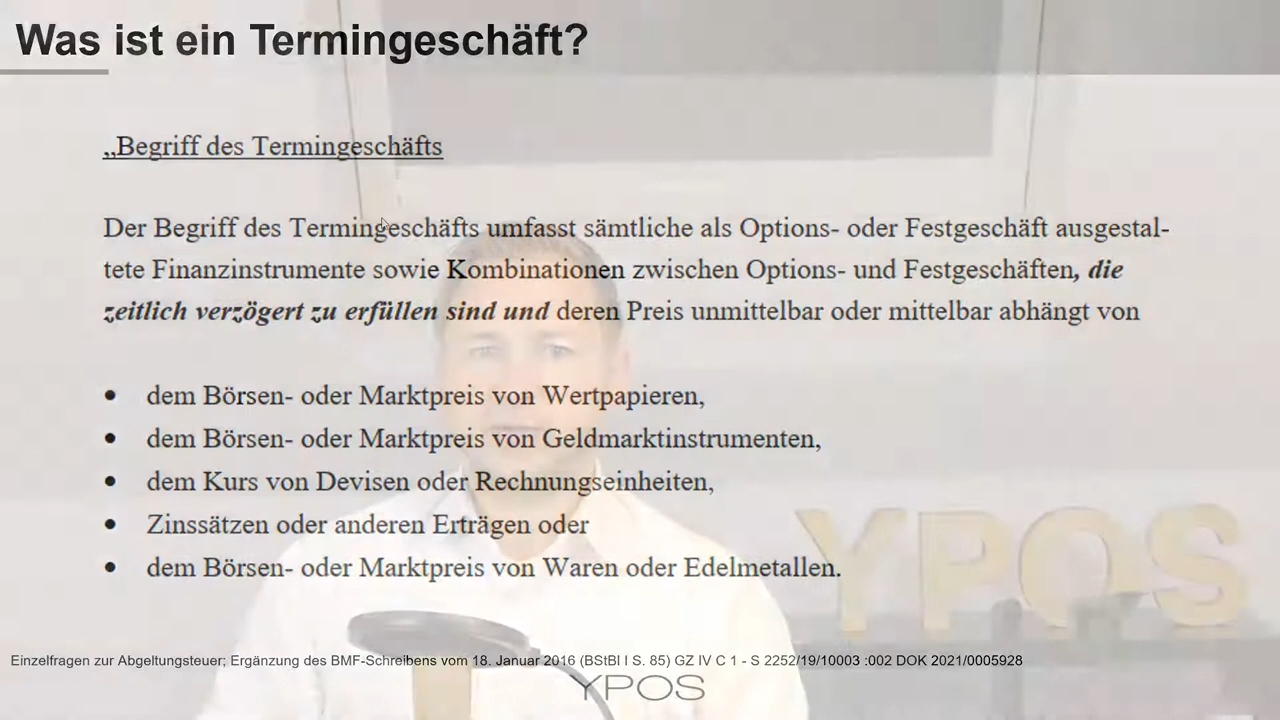 Was ist ein Termingeschäft?
„Begriff des Termingeschäfts
Der Begriff des Termingeschäfts umfasst sämtliche als Options- oder Festgeschäft ausgestal-
tete Finanzinstrumente sowie Kombinationen zwischen Options- und Festgeschäften, die
zeitlich verzögert zu erfüllen sind und deren Preis unmittelbar oder mittelbar abhängt von
• dem Börsen- oder Marktpreis von Wertpapieren,
• dem Börsen- oder Marktpreis von Geldmarktinstrumenten,
• dem Kurs von Devisen oder Rechnungseinheiten,
• Zinssätzen oder anderen Erträgen oder
• dem Börsen- oder Marktpreis von Waren oder Edelmetallen.
YPOS
Einzelfragen zur Abgeltungsteuer; Ergänzung des BMF-Schreibens vom 18. Januar 2016 (BStBl I S. 85) GZ IV C 1 - S 2252/19/10003 :002 DOK 2021/0005928
YPOS